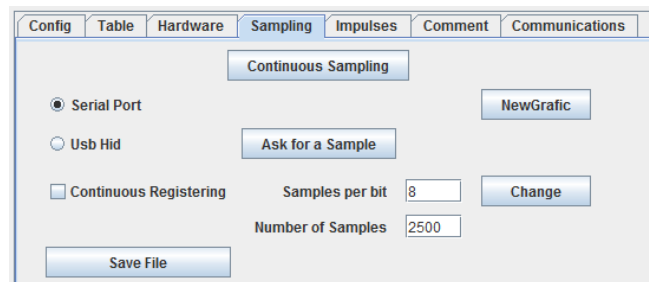 Config Table Hardware Sampling Impulses Comment Communications
Continuous Sampling
Serial Port NewGrafic
Usb Hid Ask for a Sample
Continuous Registering Samples per bit 8 Change
Number of Samples 2500
Save File